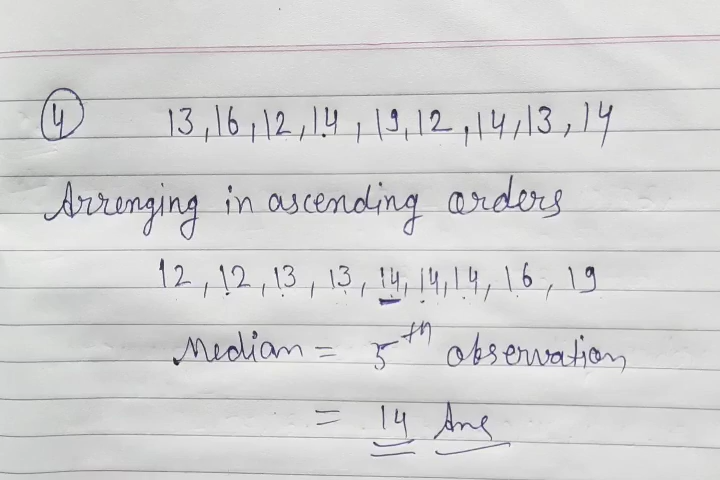 4 13, 16, 12, 14, 19, 12, 14, 13, 14
Arrenging in ascending orders
12, 12, 13, 13, 14, 14, 14, 16, 19
Median = 5th observation
= 14 Ans